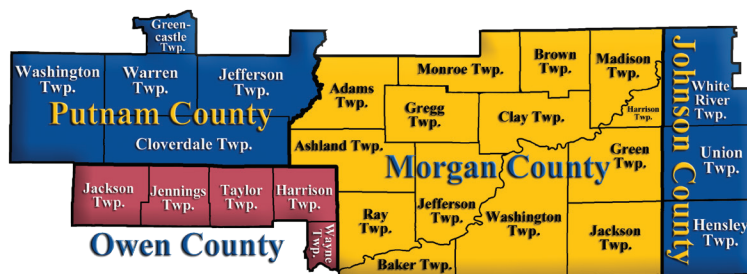 Green-
castle
Twp.
Washington
Twp.
Warren
Twp.
Jefferson
Twp.
Putnam County
Cloverdale Twp.
Jackson
Twp.
Jennings
Twp.
Taylor
Twp.
Harrison
Twp.
Wayne
Twp.
Owen County
Adams
Twp.
Monroe Twp.
Brown
Twp.
Madison
Twp.
Gregg
Twp.
Clay Twp.
Harrison
Twp.
Ashland Twp.
Morgan County
Green
Twp.
Ray
Twp.
Jefferson
Twp.
Washington
Twp.
Jackson
Twp.
Baker Twp.
Johnson County
White
River
Twp.
Union
Twp.
Hensley
Twp.